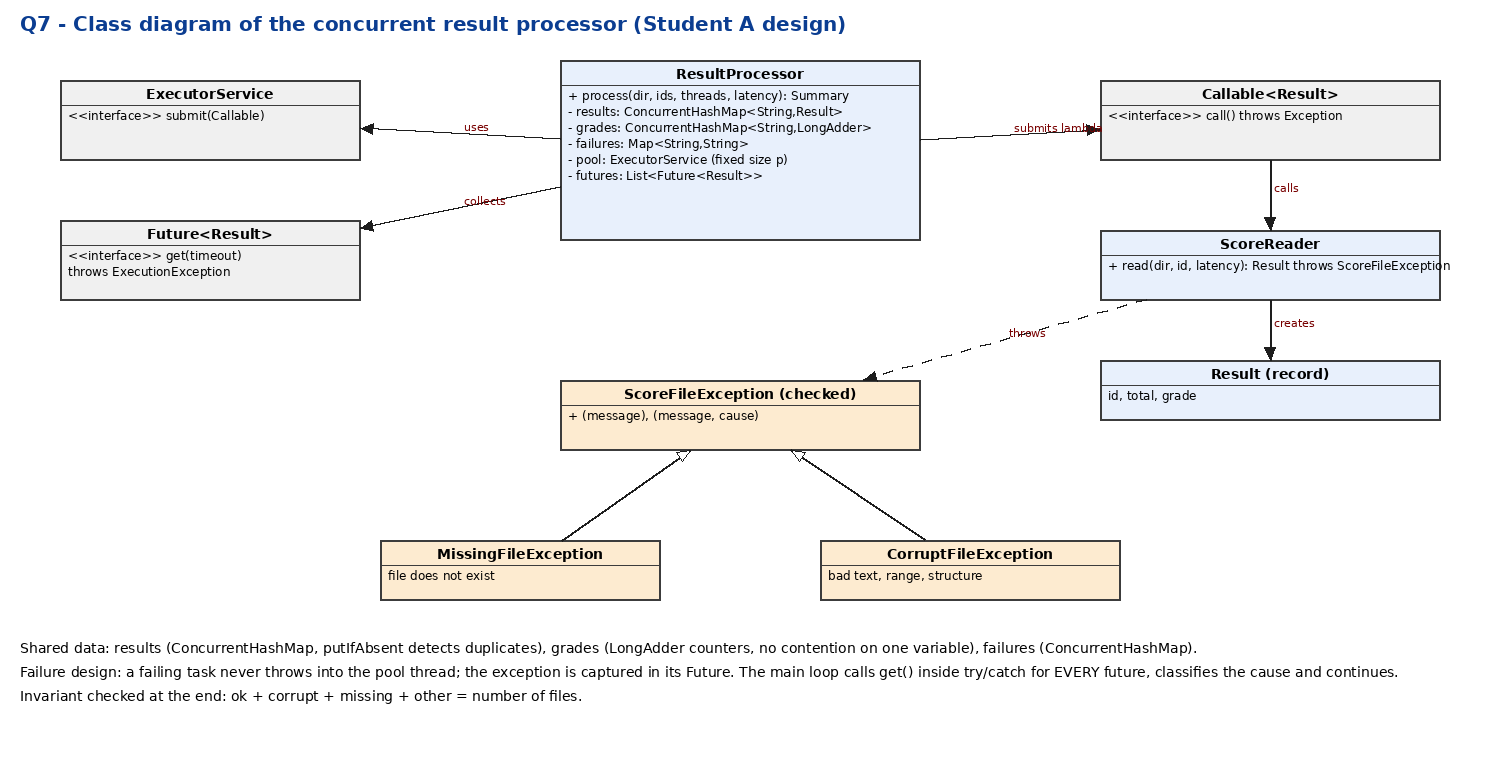 Q7 - Class diagram of the concurrent result processor (Student A design)
ExecutorService
<<interface>> submit(Callable)
ResultProcessor
+ process(dir, ids, threads, latency): Summary
- results: ConcurrentHashMap<String,Result>
- grades: ConcurrentHashMap<String,LongAdder>
- failures: Map<String,String>
- pool: ExecutorService (fixed size p)
- futures: List<Future<Result>>
Callable<Result>
<<interface>> call() throws Exception
uses
submits lambda
collects
calls
Future<Result>
<<interface>> get(timeout)
throws ExecutionException
ScoreReader
+ read(dir, id, latency): Result throws ScoreFileException
throws
creates
Result (record)
id, total, grade
ScoreFileException (checked)
+ (message), (message, cause)
MissingFileException
file does not exist
CorruptFileException
bad text, range, structure
Shared data: results (ConcurrentHashMap, putIfAbsent detects duplicates), grades (LongAdder counters, no contention on one variable), failures (ConcurrentHashMap).
Failure design: a failing task never throws into the pool thread; the exception is captured in its Future. The main loop calls get() inside try/catch for EVERY future, classifies the cause and continues.
Invariant checked at the end: ok + corrupt + missing + other = number of files.